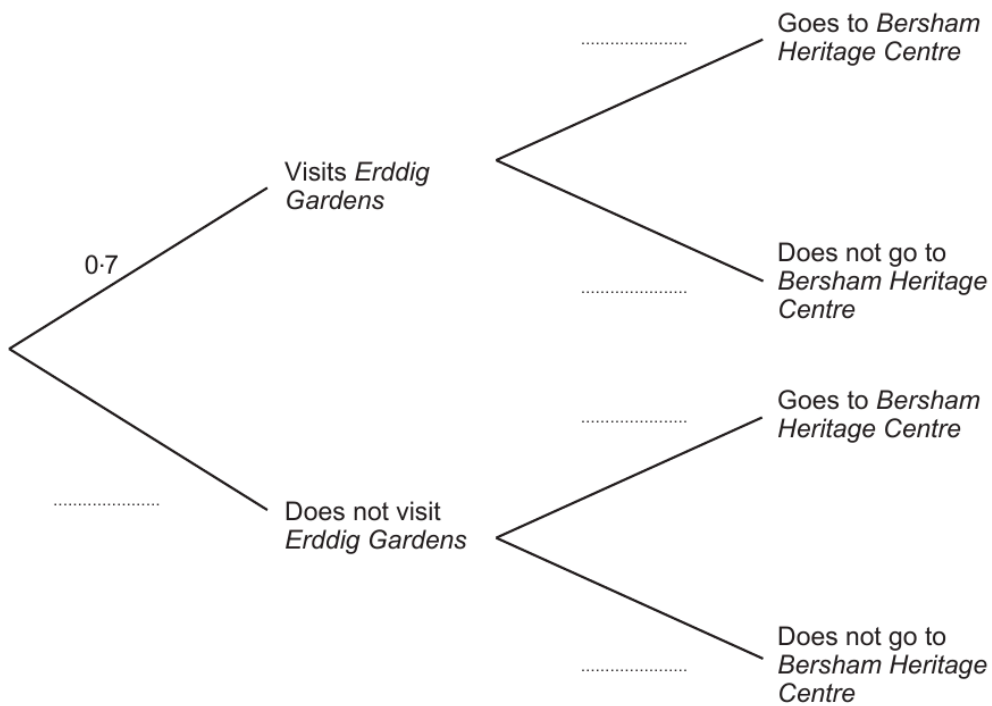 Goes to Bersham
Heritage Centre
Visits Erddig
Gardens
0·7
Does not go to
Bersham Heritage
Centre
Goes to Bersham
Heritage Centre
Does not visit
Erddig Gardens
Does not go to
Bersham Heritage
Centre